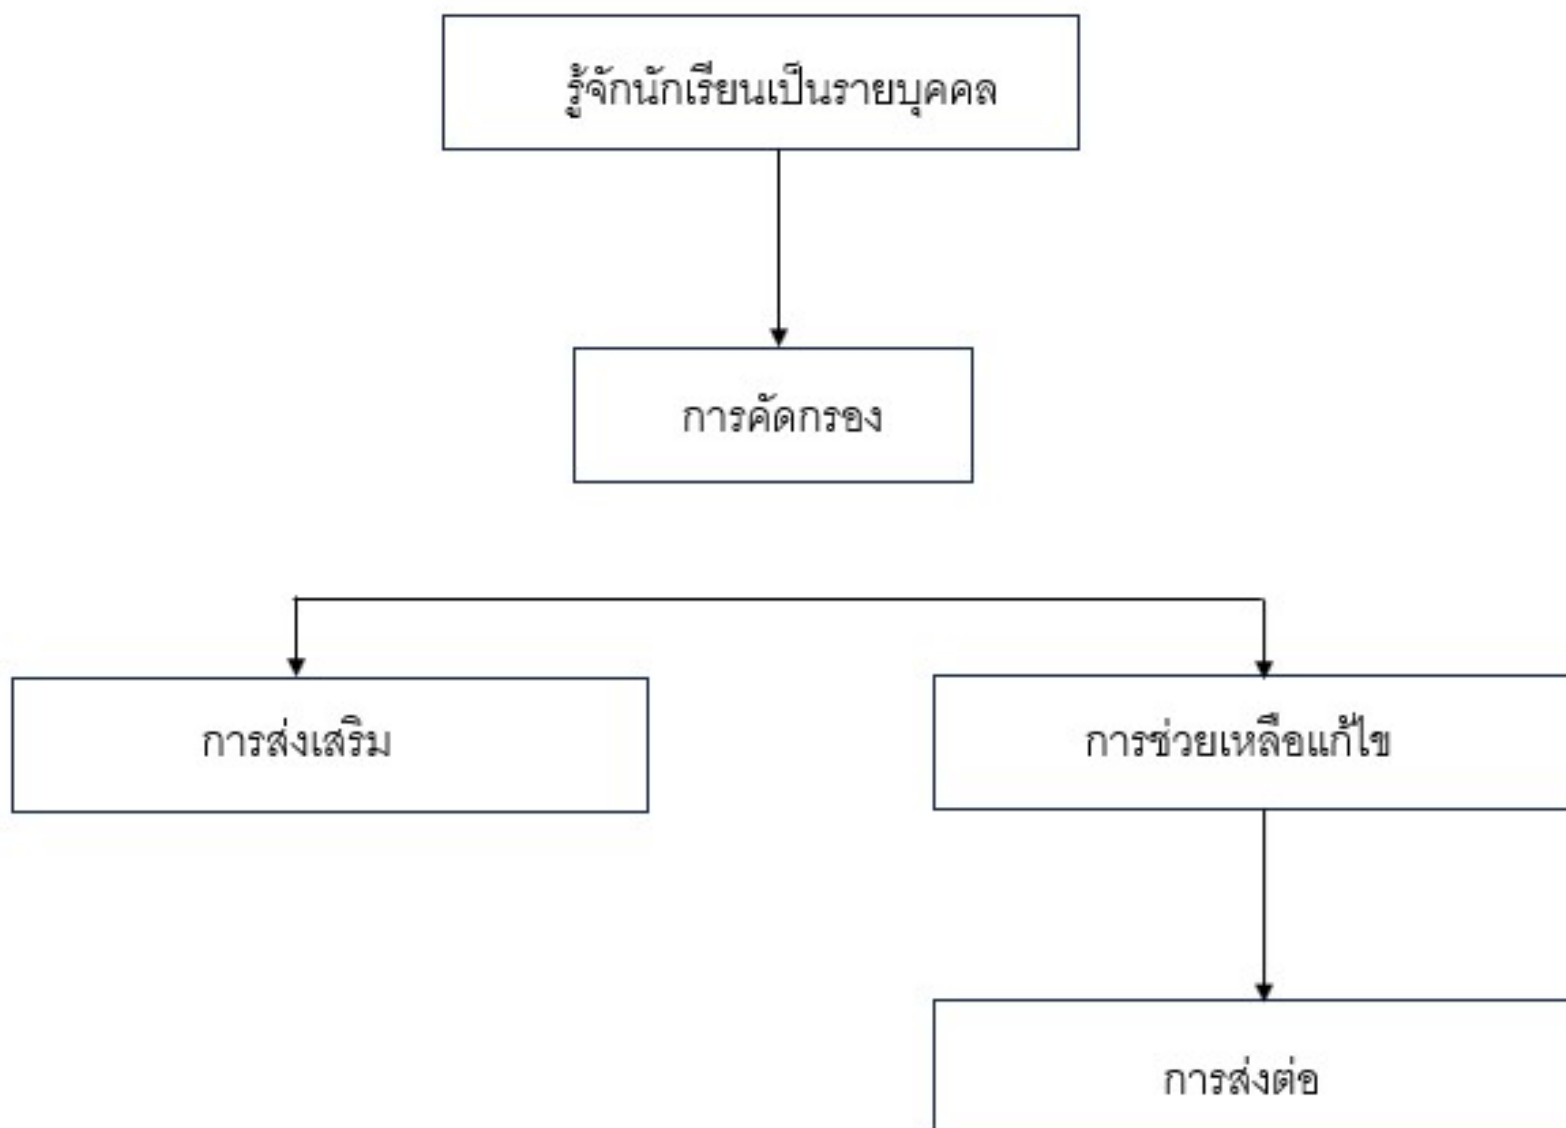 รู้จักนักเรียนเป็นรายบุคคล
การคัดกรอง
การส่งเสริม
การช่วยเหลือแก้ไข
การส่งต่อ